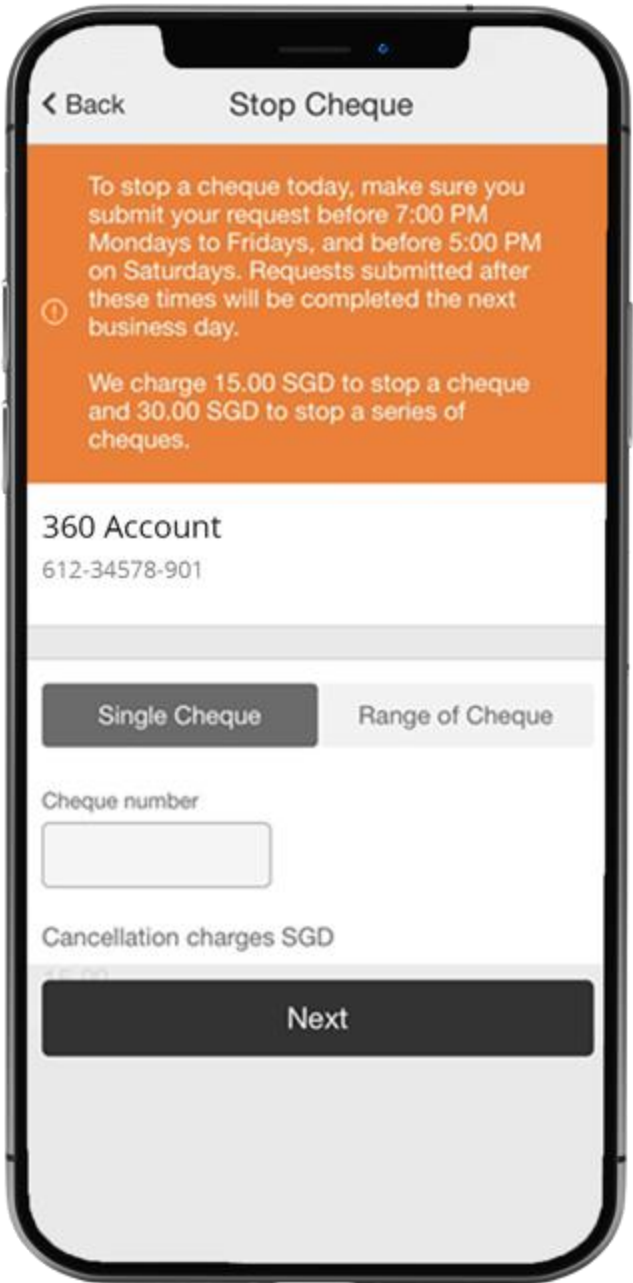 Back
Stop Cheque
To stop a cheque today, make sure you
submit your request before 7:00 PM
Mondays to Fridays, and before 5:00 PM
on Saturdays. Requests submitted after
these times will be completed the next
business day.
We charge 15.00 SGD to stop a cheque
and 30.00 SGD to stop a series of
cheques.
360 Account
612-34578-901
Single Cheque
Range of Cheque
Cheque number
Cancellation charges SGD
Next